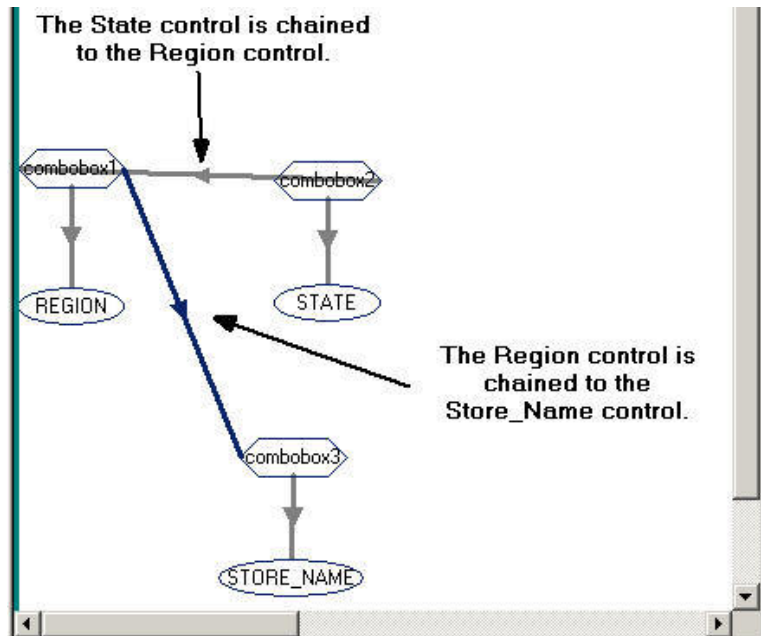 The State control is chained
to the Region control.
combobox1
combobox2
REGION
STATE
The Region control is
chained to the
Store_Name control.
combobox3
STORE_NAME